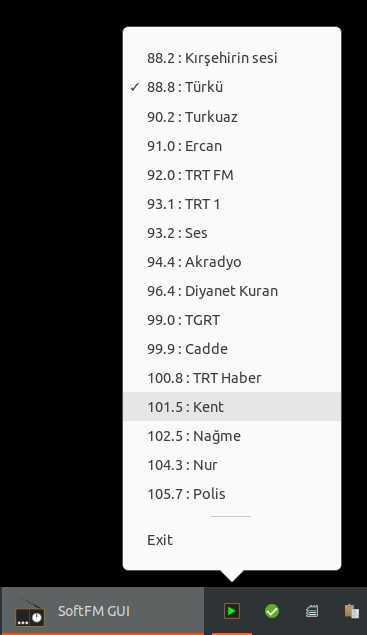 88.2 : Kırşehirin sesi
✓ 88.8 : Türkü
90.2 : Turkuaz
91.0 : Ercan
92.0 : TRT FM
93.1 : TRT 1
93.2 : Ses
94.4 : Akradyo
96.4 : Diyanet Kuran
99.0 : TGRT
99.9 : Cadde
100.8 : TRT Haber
101.5 : Kent
102.5 : Nağme
104.3 : Nur
105.7 : Polis
Exit
SoftFM GUI